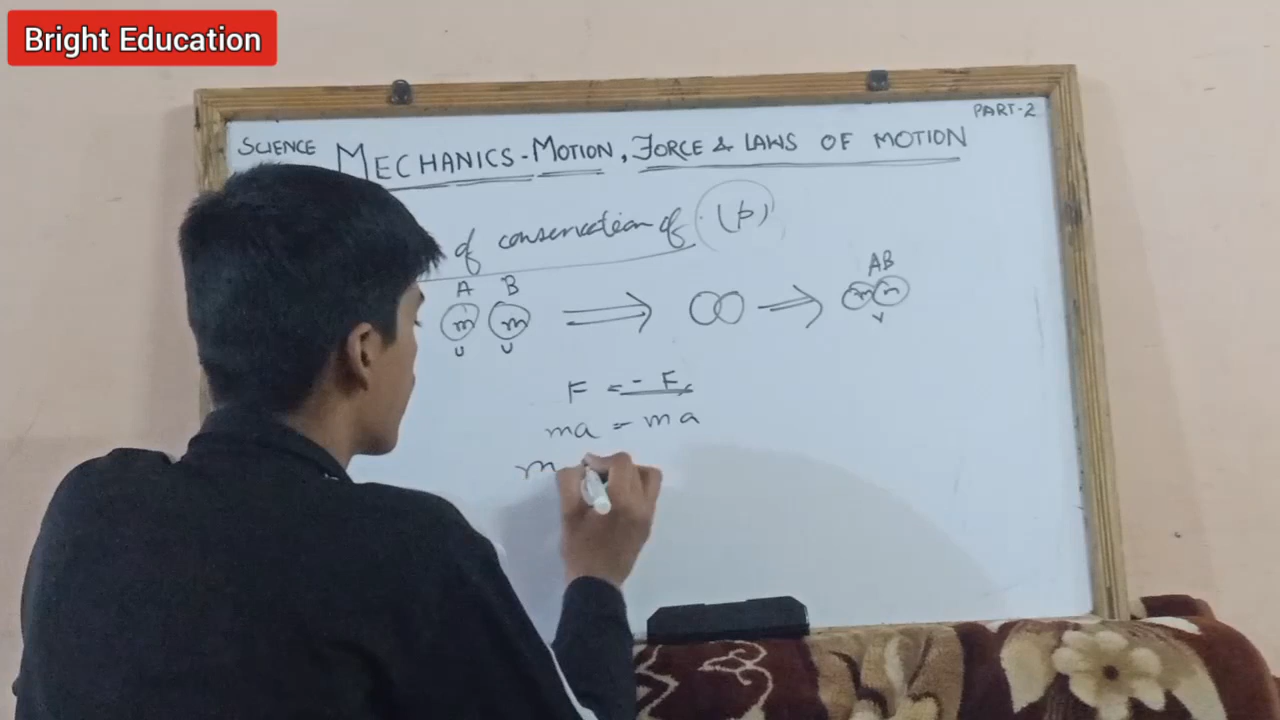 Bright Education
PART-2
SCIENCE MECHANICS-MOTION, FORCE & LAWS OF MOTION
of conservation of (p)
A B AB
m m m m
U U v
F = - F
ma = ma
m